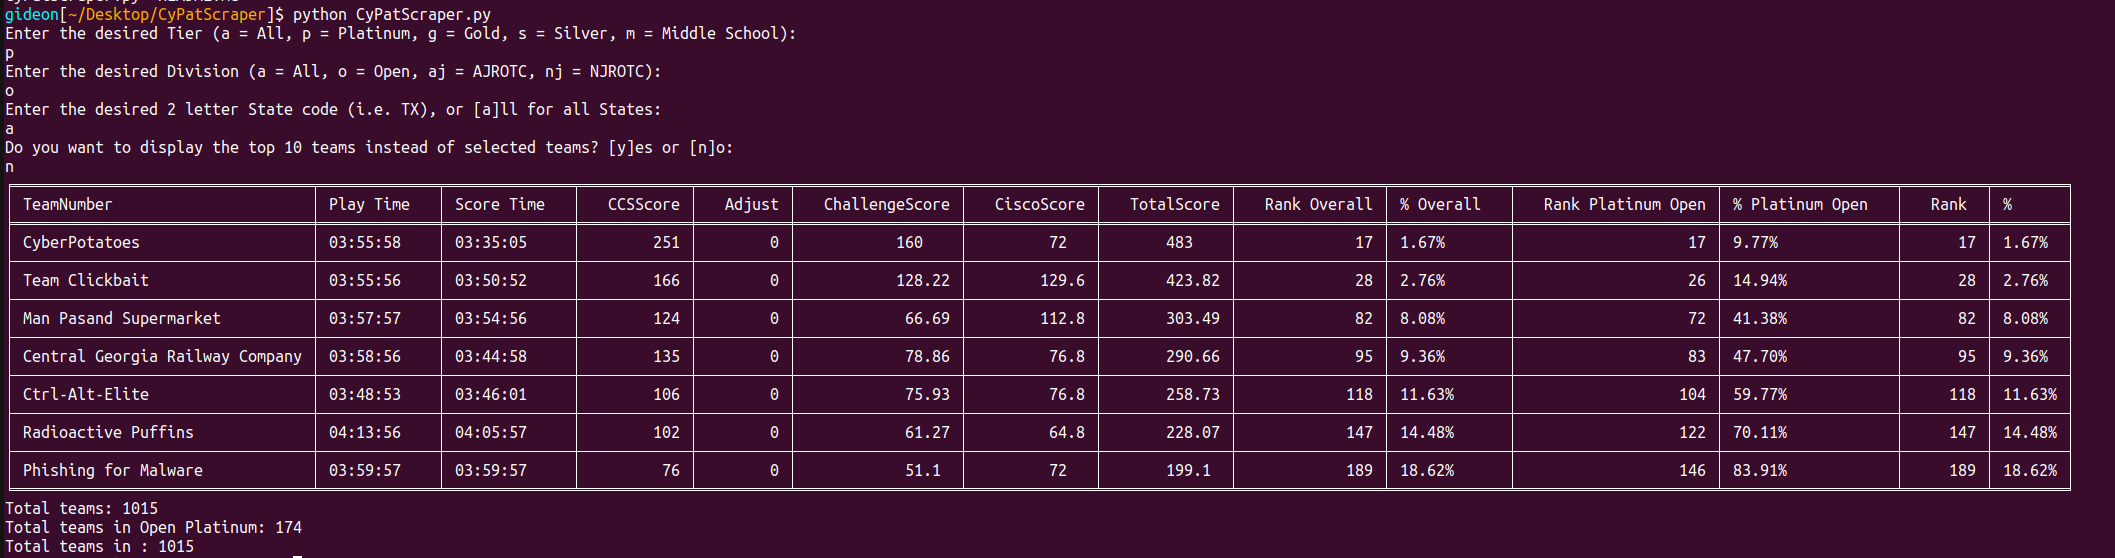 gideon[~/Desktop/CyPatScraper]$ python CyPatScraper.py
Enter the desired Tier (a = All, p = Platinum, g = Gold, s = Silver, m = Middle School):
p
Enter the desired Division (a = All, o = Open, aj = AJROTC, nj = NJROTC):
o
Enter the desired 2 letter State code (i.e. TX), or [a]ll for all States:
a
Do you want to display the top 10 teams instead of selected teams? [y]es or [n]o:
n
TeamNumber Play Time Score Time CCSScore Adjust ChallengeScore CiscoScore TotalScore Rank Overall % Overall Rank Platinum Open % Platinum Open Rank %
CyberPotatoes 03:55:58 03:35:05 251 0 160 72 483 17 1.67% 17 9.77% 17 1.67%
Team Clickbait 03:55:56 03:50:52 166 0 128.22 129.6 423.82 28 2.76% 26 14.94% 28 2.76%
Man Pasand Supermarket 03:57:57 03:54:56 124 0 66.69 112.8 303.49 82 8.08% 72 41.38% 82 8.08%
Central Georgia Railway Company 03:58:56 03:44:58 135 0 78.86 76.8 290.66 95 9.36% 83 47.70% 95 9.36%
Ctrl-Alt-Elite 03:48:53 03:46:01 106 0 75.93 76.8 258.73 118 11.63% 104 59.77% 118 11.63%
Radioactive Puffins 04:13:56 04:05:57 102 0 61.27 64.8 228.07 147 14.48% 122 70.11% 147 14.48%
Phishing for Malware 03:59:57 03:59:57 76 0 51.1 72 199.1 189 18.62% 146 83.91% 189 18.62%
Total teams: 1015
Total teams in Open Platinum: 174
Total teams in : 1015